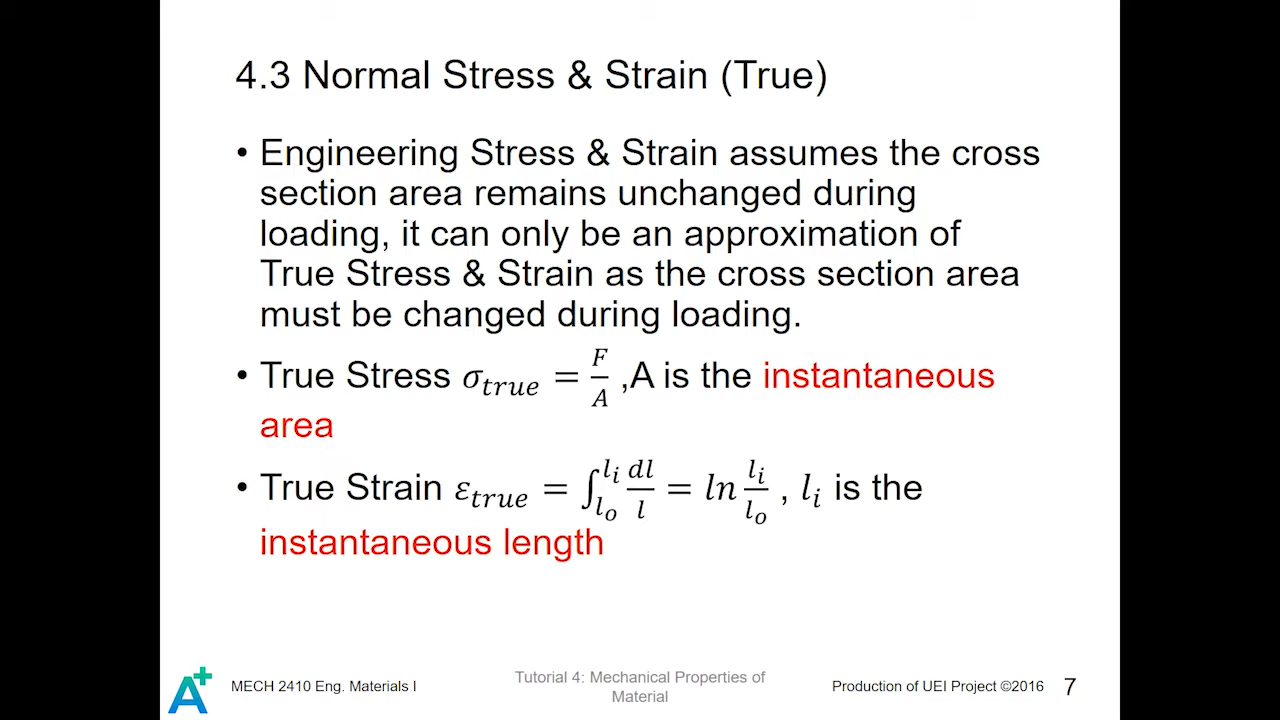 4.3 Normal Stress & Strain (True)
• Engineering Stress & Strain assumes the cross
section area remains unchanged during
loading, it can only be an approximation of
True Stress & Strain as the cross section area
must be changed during loading.
• True Stress σ_true = F/A ,A is the instantaneous
area
• True Strain ε_true = ∫_{l_o}^{l_i} dl/l = ln l_i/l_o , l_i is the
instantaneous length
A+
MECH 2410 Eng. Materials I
Tutorial 4: Mechanical Properties of
Material
Production of UEI Project ©2016
7